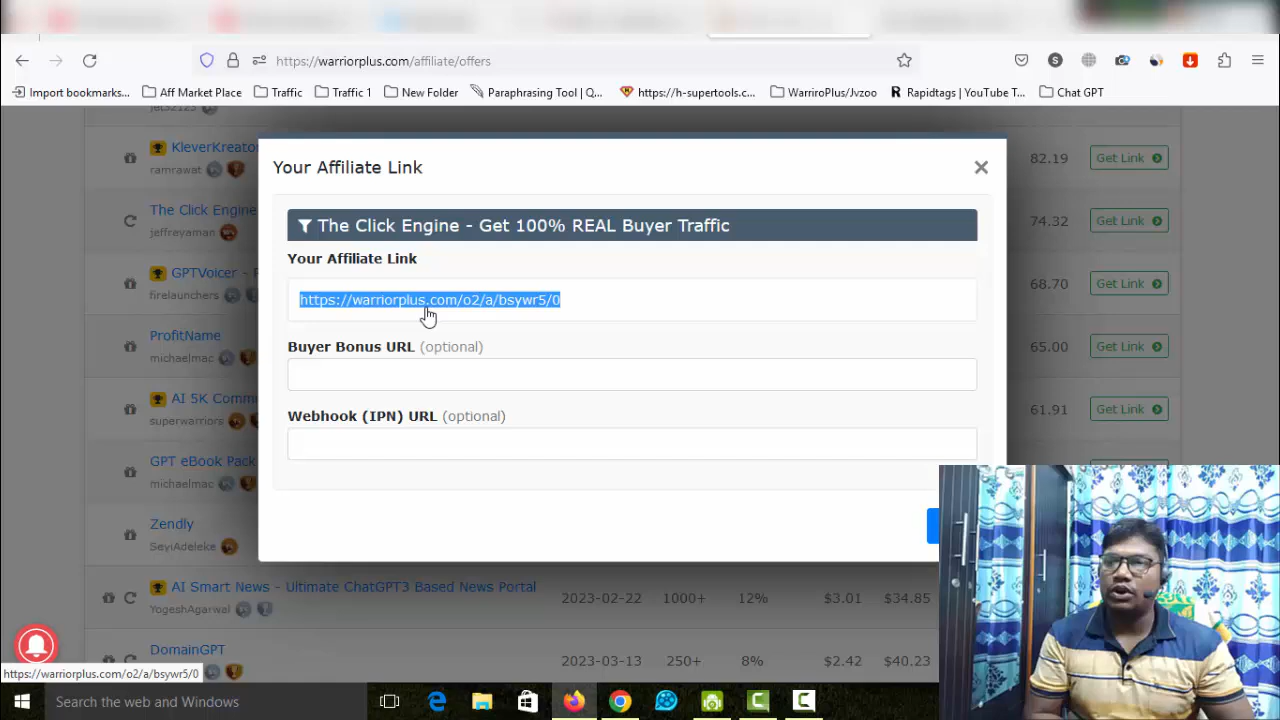 https://warriorplus.com/affiliate/offers
Import bookmarks... Aff Market Place Traffic Traffic 1 New Folder Paraphrasing Tool | Q... https://h-supertools.c... WarriroPlus/Jvzoo Rapidtags | YouTube T... Chat GPT
KleverKreator 82.19 Get Link
ramrawat
Your Affiliate Link
The Click Engine 74.32 Get Link
jeffreyaman
The Click Engine - Get 100% REAL Buyer Traffic
Your Affiliate Link
GPTVoicer - 68.70 Get Link
firelaunchers
https://warriorplus.com/o2/a/bsywr5/0
ProfitName 65.00 Get Link
michaelmac
Buyer Bonus URL (optional)
AI 5K 61.91 Get Link
superwarriors
Webhook (IPN) URL (optional)
GPT eBook Pack
michaelmac
Zendly
SeyiAdeleke
AI Smart News - Ultimate ChatGPT3 Based News Portal
2023-02-22 1000+ 12% $3.01 $34.85
YogeshAgarwal
DomainGPT
2023-03-13 250+ 8% $2.42 $40.23
https://warriorplus.com/o2/a/bsywr5/0
Search the web and Windows